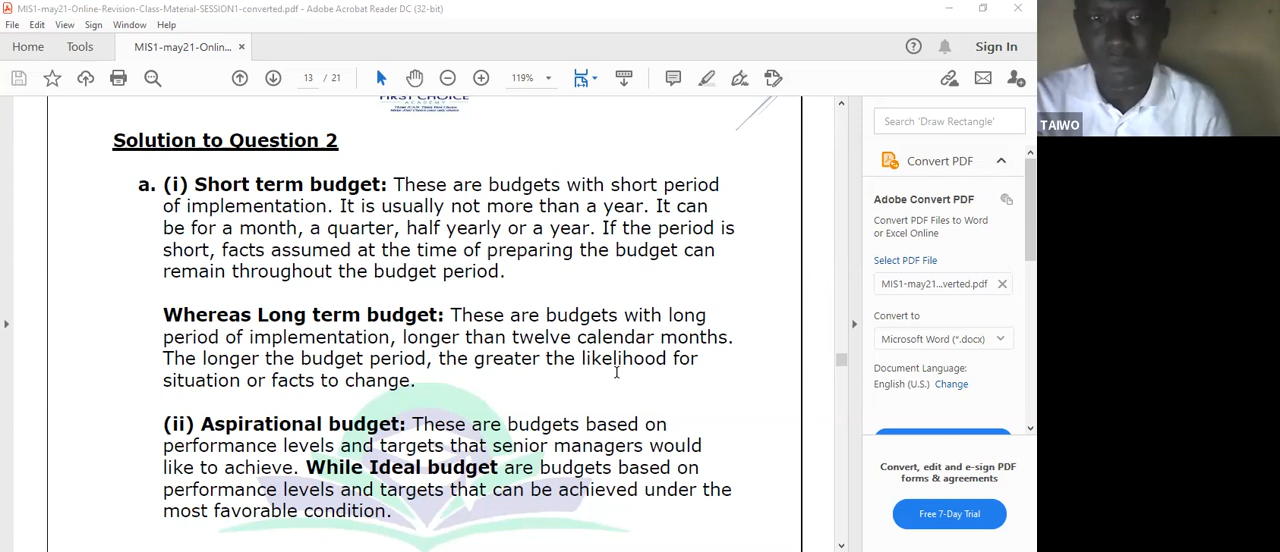 MIS1-may21-Online-Revision-Class-Material-SESSION1-converted.pdf - Adobe Acrobat Reader DC (32-bit)
File Edit View Sign Window Help
Home Tools MIS1-may21-Onlin... × Sign In
13 / 21 119%
FIRST CHOICE
ACADEMY
Solution to Question 2
a. (i) Short term budget: These are budgets with short period
of implementation. It is usually not more than a year. It can
be for a month, a quarter, half yearly or a year. If the period is
short, facts assumed at the time of preparing the budget can
remain throughout the budget period.
Whereas Long term budget: These are budgets with long
period of implementation, longer than twelve calendar months.
The longer the budget period, the greater the likelihood for
situation or facts to change.
(ii) Aspirational budget: These are budgets based on
performance levels and targets that senior managers would
like to achieve. While Ideal budget are budgets based on
performance levels and targets that can be achieved under the
most favorable condition.
Search 'Draw Rectangle'
Convert PDF
Adobe Convert PDF
Convert PDF Files to Word
or Excel Online
Select PDF File
MIS1-may21...verted.pdf
Convert to
Microsoft Word (*.docx)
Document Language:
English (U.S.) Change
Convert, edit and e-sign PDF
forms & agreements
Free 7-Day Trial
TAIWO